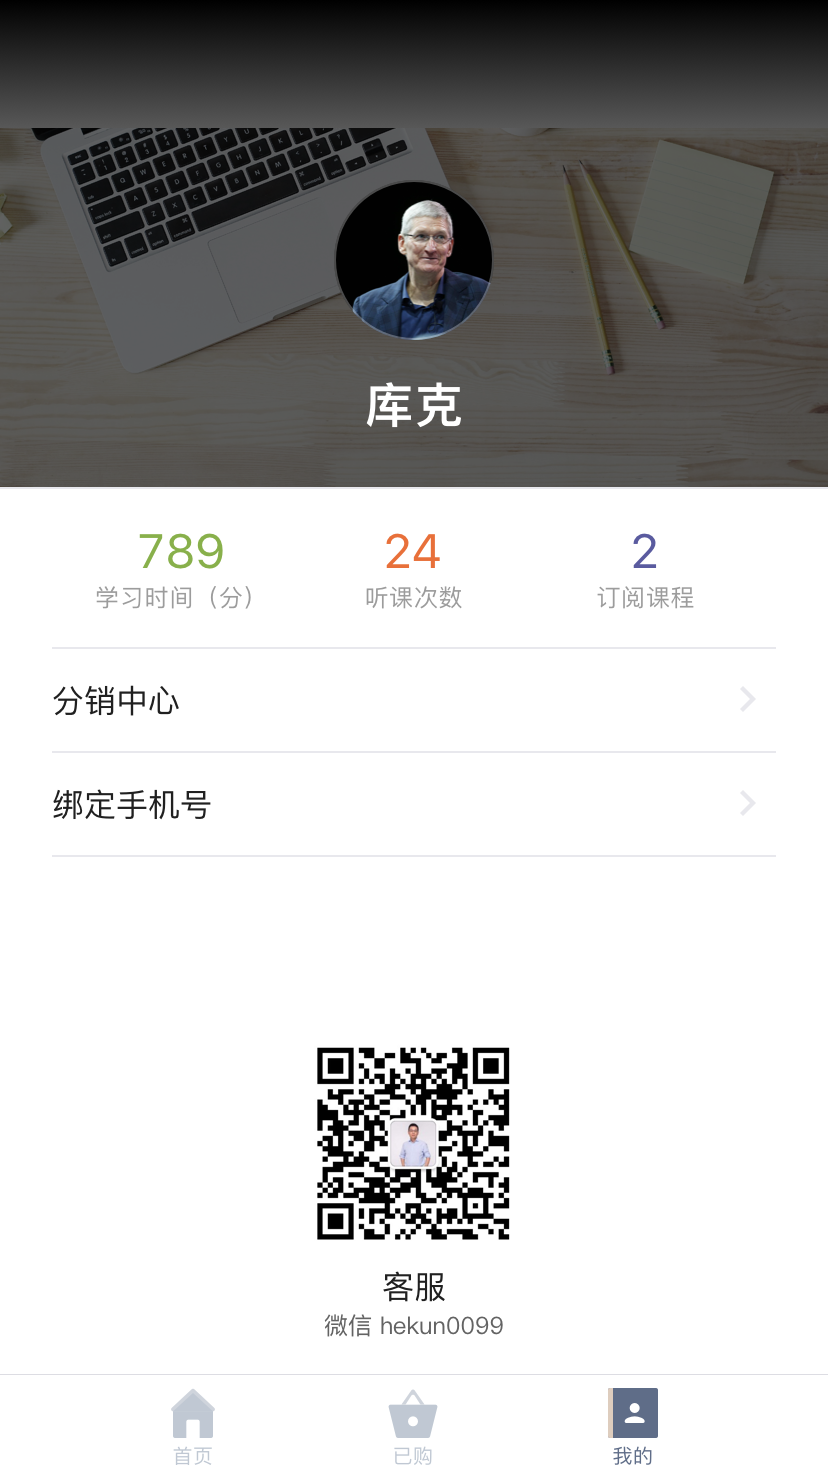 库克
789
24
2
学习时间（分）
听课次数
订阅课程
分销中心
绑定手机号
客服
微信 hekun0099
首页
已购
我的